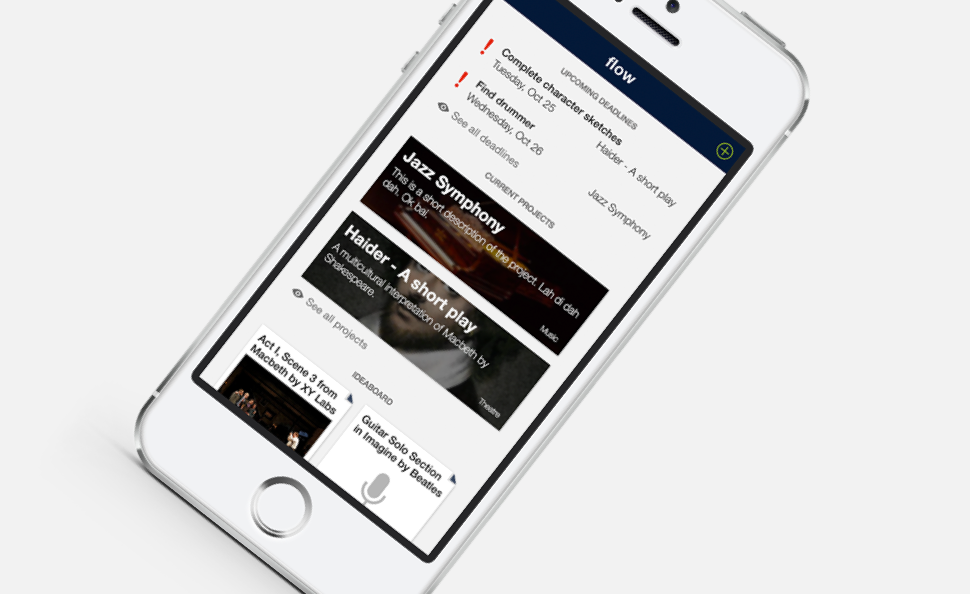 flow
UPCOMING DEADLINES
Complete character sketches
Tuesday, Oct 25
Haider - A short play
Find drummer
Wednesday, Oct 26
Jazz Symphony
See all deadlines
CURRENT PROJECTS
Jazz Symphony
This is a short description of the project. Lah di dah
dah. Ok bai.
Music
Haider - A short play
A multicultural interpretation of Macbeth by
Shakespeare.
Theatre
See all projects
IDEABOARD
Act I, Scene 3 from
Macbeth by XY Labs
Guitar Solo Section
in Imagine by Beatles